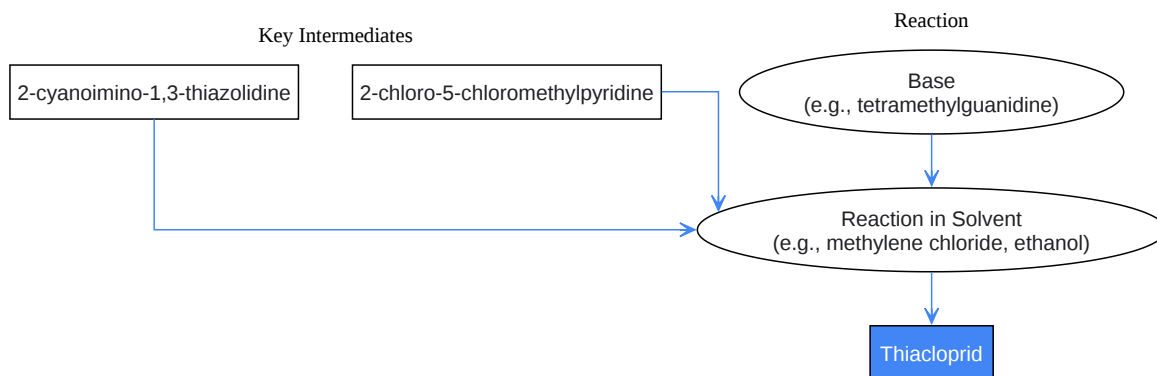 Key Intermediates
Reaction
2-cyanoimino-1,3-thiazolidine
2-chloro-5-chloromethylpyridine
Base
(e.g., tetramethylguanidine)
Reaction in Solvent
(e.g., methylene chloride, ethanol)
Thiacloprid